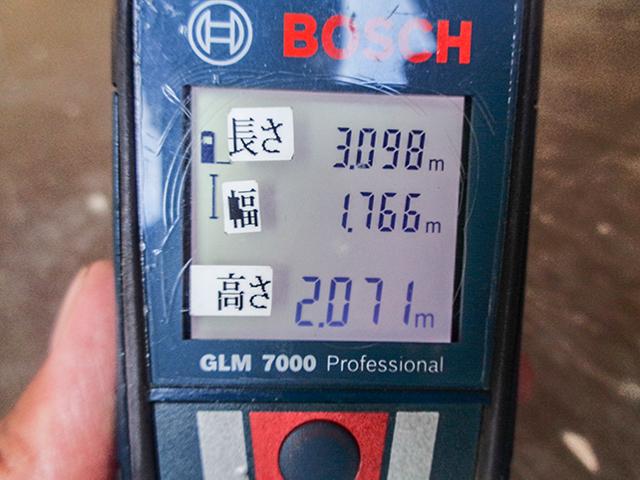 BOSCH
長さ 3.098 m
幅 1.766 m
高さ 2.071 m
GLM 7000 Professional